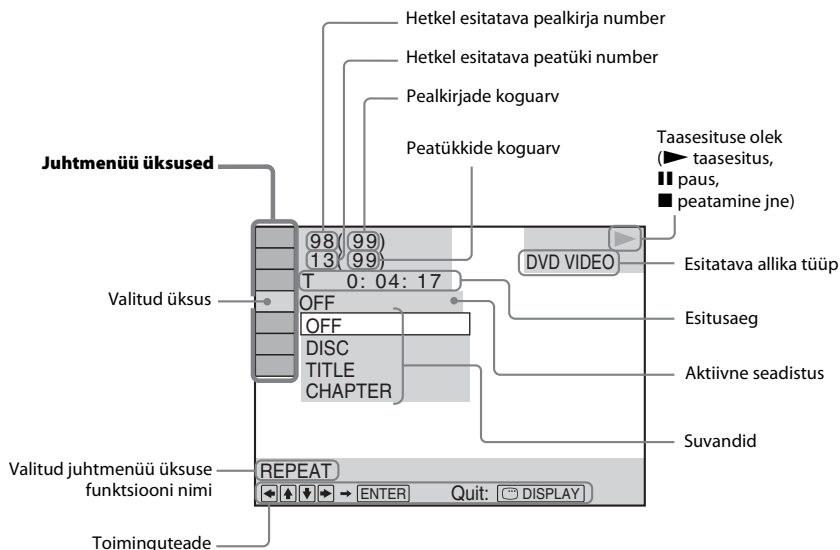 Hetkel esitatava pealkirja number
Hetkel esitatava peatüki number
Pealkirjade koguarv
Peatükkide koguarv
Taasesituse olek
(► taasesitus,
▮▮ paus,
■ peatamine jne)
Juhtmenüü üksused
98( 99)
13( 99)
DVD VIDEO
Esitatava allika tüüp
T 0: 04: 17
Valitud üksus
OFF
Esitusaeg
OFF
DISC
TITLE
CHAPTER
Aktiivne seadistus
Suvandid
Valitud juhtmenüü üksuse
funktsiooni nimi
REPEAT
ENTER Quit: DISPLAY
Toiminguteade